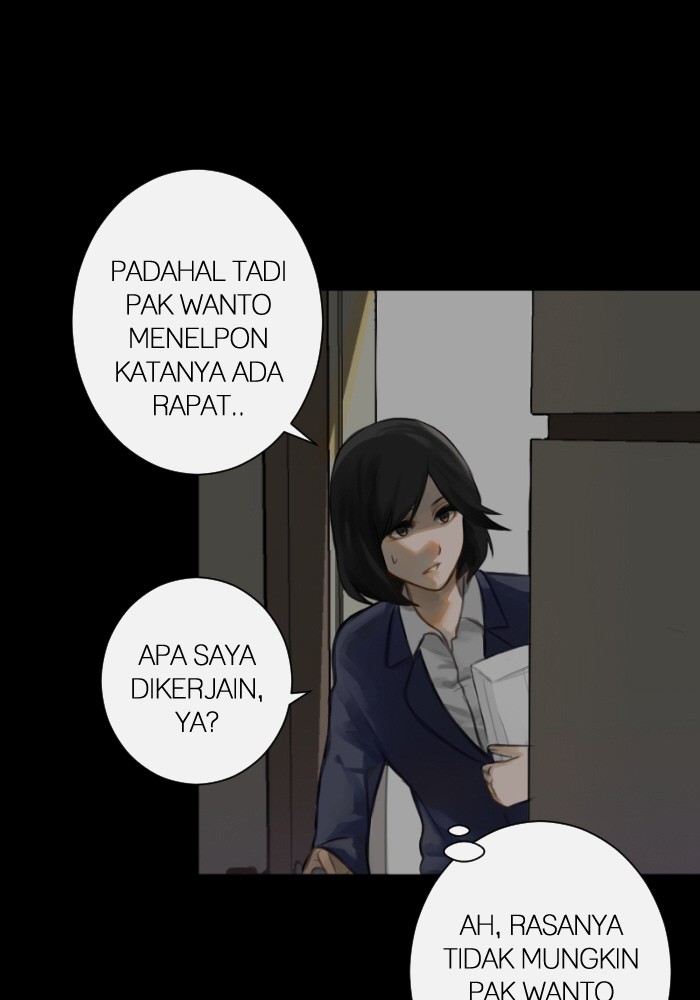 PADAHAL TADI
PAK WANTO
MENELPON
KATANYA ADA
RAPAT..
APA SAYA
DIKERJAIN,
YA?
AH, RASANYA
TIDAK MUNGKIN
PAK WANTO